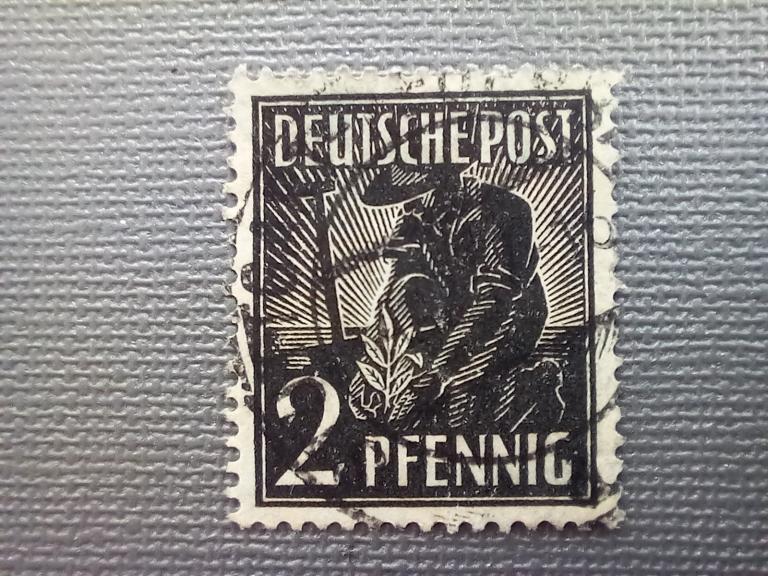 DEUTSCHE POST
2 PFENNIG